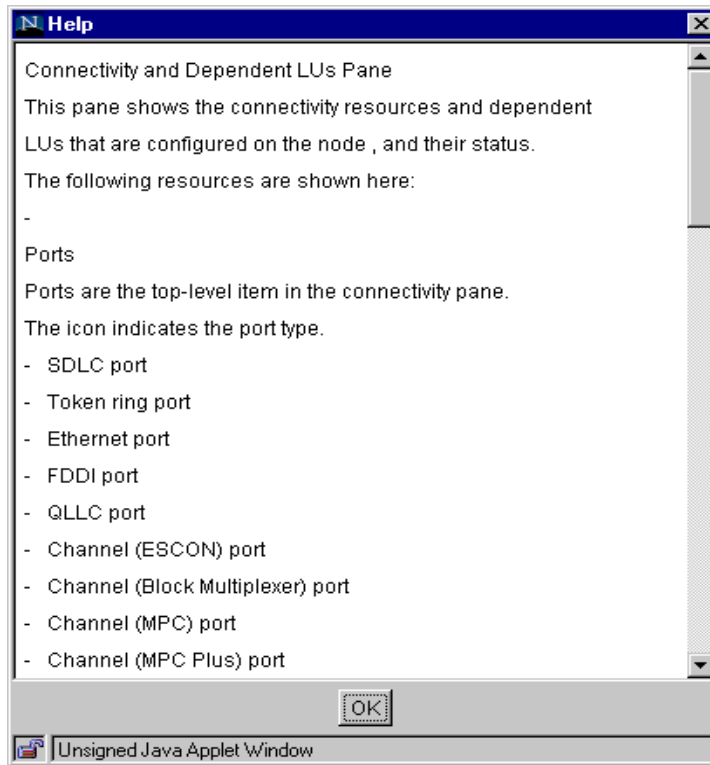 Help
Connectivity and Dependent LUs Pane
This pane shows the connectivity resources and dependent
LUs that are configured on the node , and their status.
The following resources are shown here:
-
Ports
Ports are the top-level item in the connectivity pane.
The icon indicates the port type.
- SDLC port
- Token ring port
- Ethernet port
- FDDI port
- QLLC port
- Channel (ESCON) port
- Channel (Block Multiplexer) port
- Channel (MPC) port
- Channel (MPC Plus) port
OK
Unsigned Java Applet Window